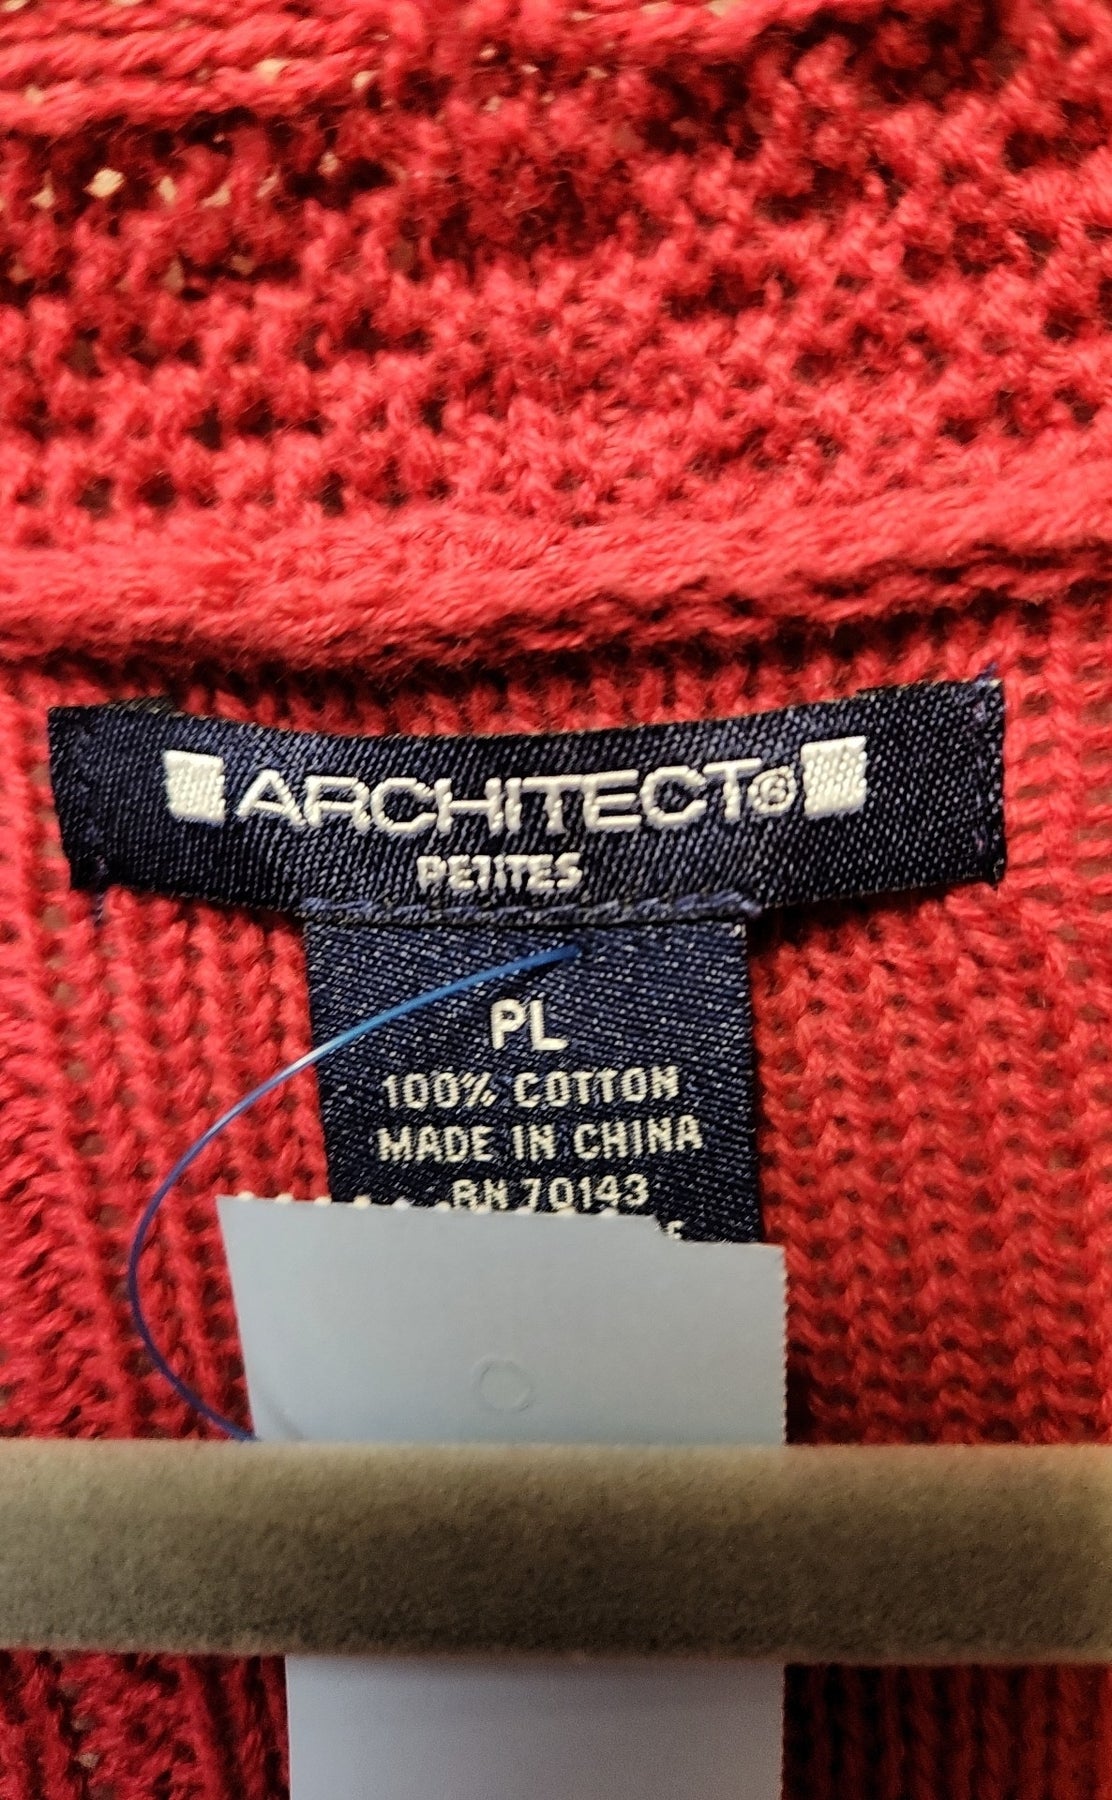 ARCHITECT®
PETITES
PL
100% COTTON
MADE IN CHINA
RN 70143